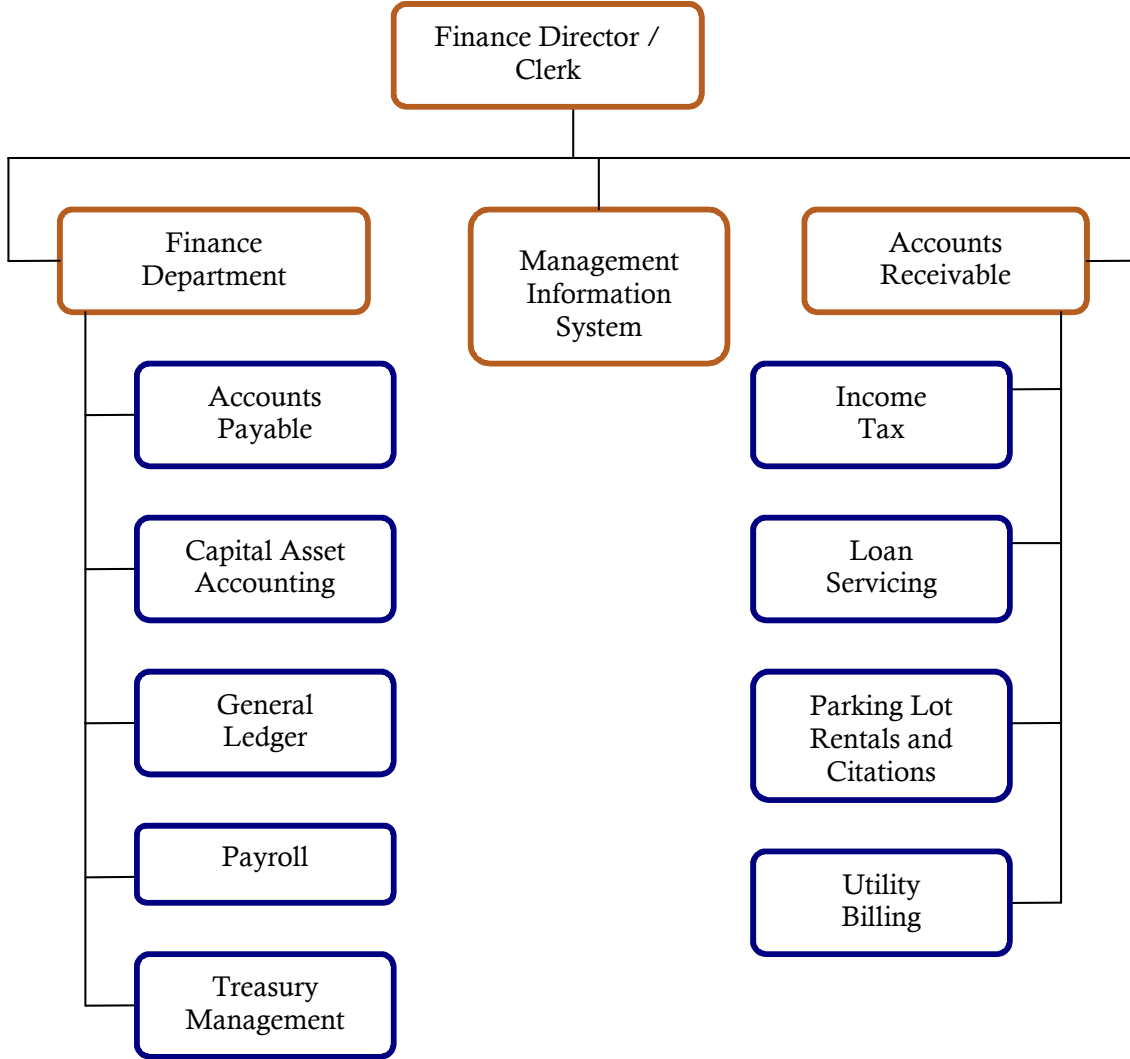 Finance Director /
Clerk
Finance
Department
Management
Information
System
Accounts
Receivable
Accounts
Payable
Capital Asset
Accounting
General
Ledger
Payroll
Treasury
Management
Income
Tax
Loan
Servicing
Parking Lot
Rentals and
Citations
Utility
Billing